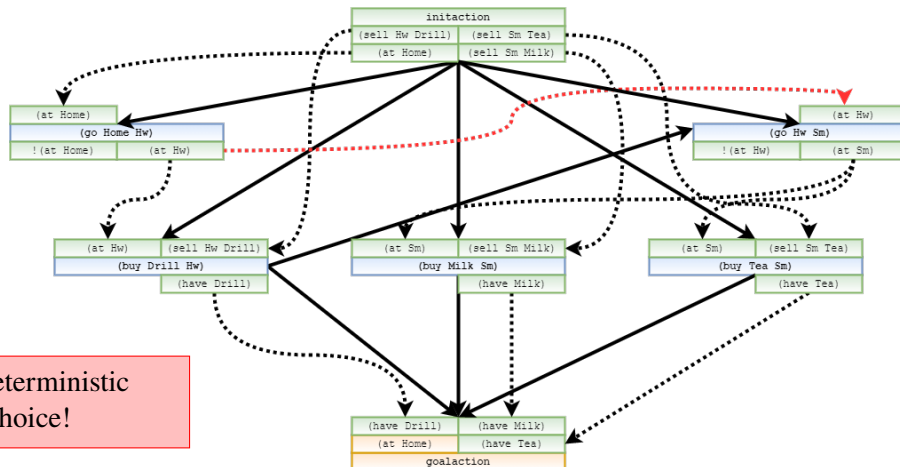 initaction
(sell Hw Drill) (sell Sm Tea)
(at Home) (sell Sm Milk)
(at Home)
(go Home Hw)
!(at Home) (at Hw)
(at Hw)
(go Hw Sm)
!(at Hw) (at Sm)
(at Hw) (sell Hw Drill)
(buy Drill Hw)
(have Drill)
(at Sm) (sell Sm Milk)
(buy Milk Sm)
(have Milk)
(at Sm) (sell Sm Tea)
(buy Tea Sm)
(have Tea)
eterministic
hoice!
(have Drill) (have Milk)
(at Home) (have Tea)
goalaction